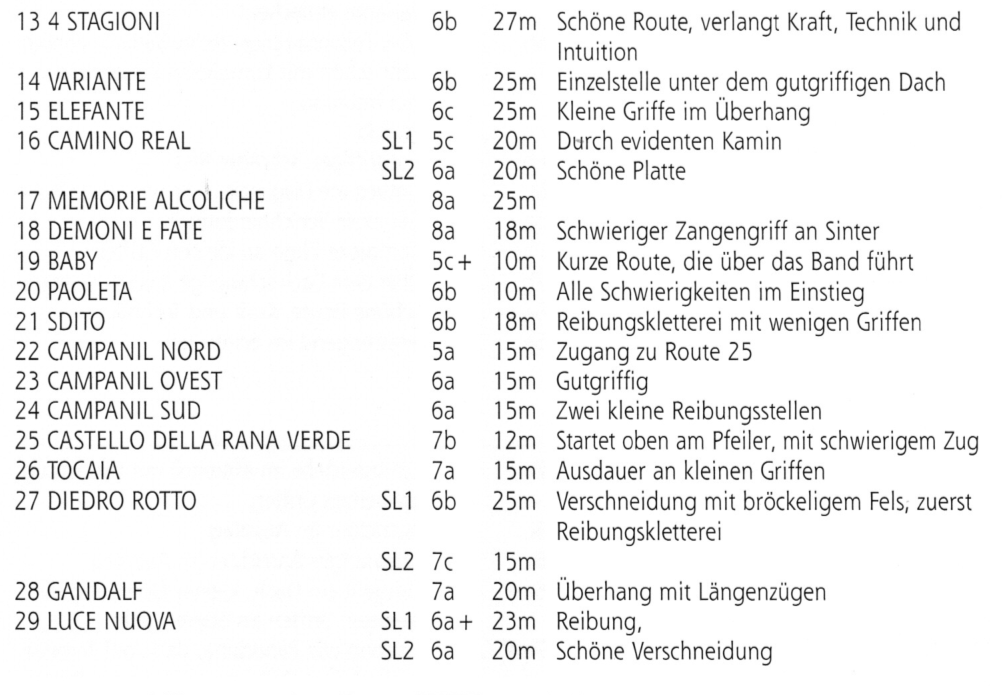 13 4 STAGIONI 6b 27m Schöne Route, verlangt Kraft, Technik und
Intuition
14 VARIANTE 6b 25m Einzelstelle unter dem gutgriffigen Dach
15 ELEFANTE 6c 25m Kleine Griffe im Überhang
16 CAMINO REAL SL1 5c 20m Durch evidenten Kamin
SL2 6a 20m Schöne Platte
17 MEMORIE ALCOLICHE 8a 25m
18 DEMONI E FATE 8a 18m Schwieriger Zangengriff an Sinter
19 BABY 5c+ 10m Kurze Route, die über das Band führt
20 PAOLETA 6b 10m Alle Schwierigkeiten im Einstieg
21 SDITO 6b 18m Reibungskletterei mit wenigen Griffen
22 CAMPANIL NORD 5a 15m Zugang zu Route 25
23 CAMPANIL OVEST 6a 15m Gutgriffig
24 CAMPANIL SUD 6a 15m Zwei kleine Reibungsstellen
25 CASTELLO DELLA RANA VERDE 7b 12m Startet oben am Pfeiler, mit schwierigem Zug
26 TOCAIA 7a 15m Ausdauer an kleinen Griffen
27 DIEDRO ROTTO SL1 6b 25m Verschneidung mit bröckeligem Fels, zuerst
Reibungskletterei
SL2 7c 15m
28 GANDALF 7a 20m Überhang mit Längenzügen
29 LUCE NUOVA SL1 6a+ 23m Reibung,
SL2 6a 20m Schöne Verschneidung